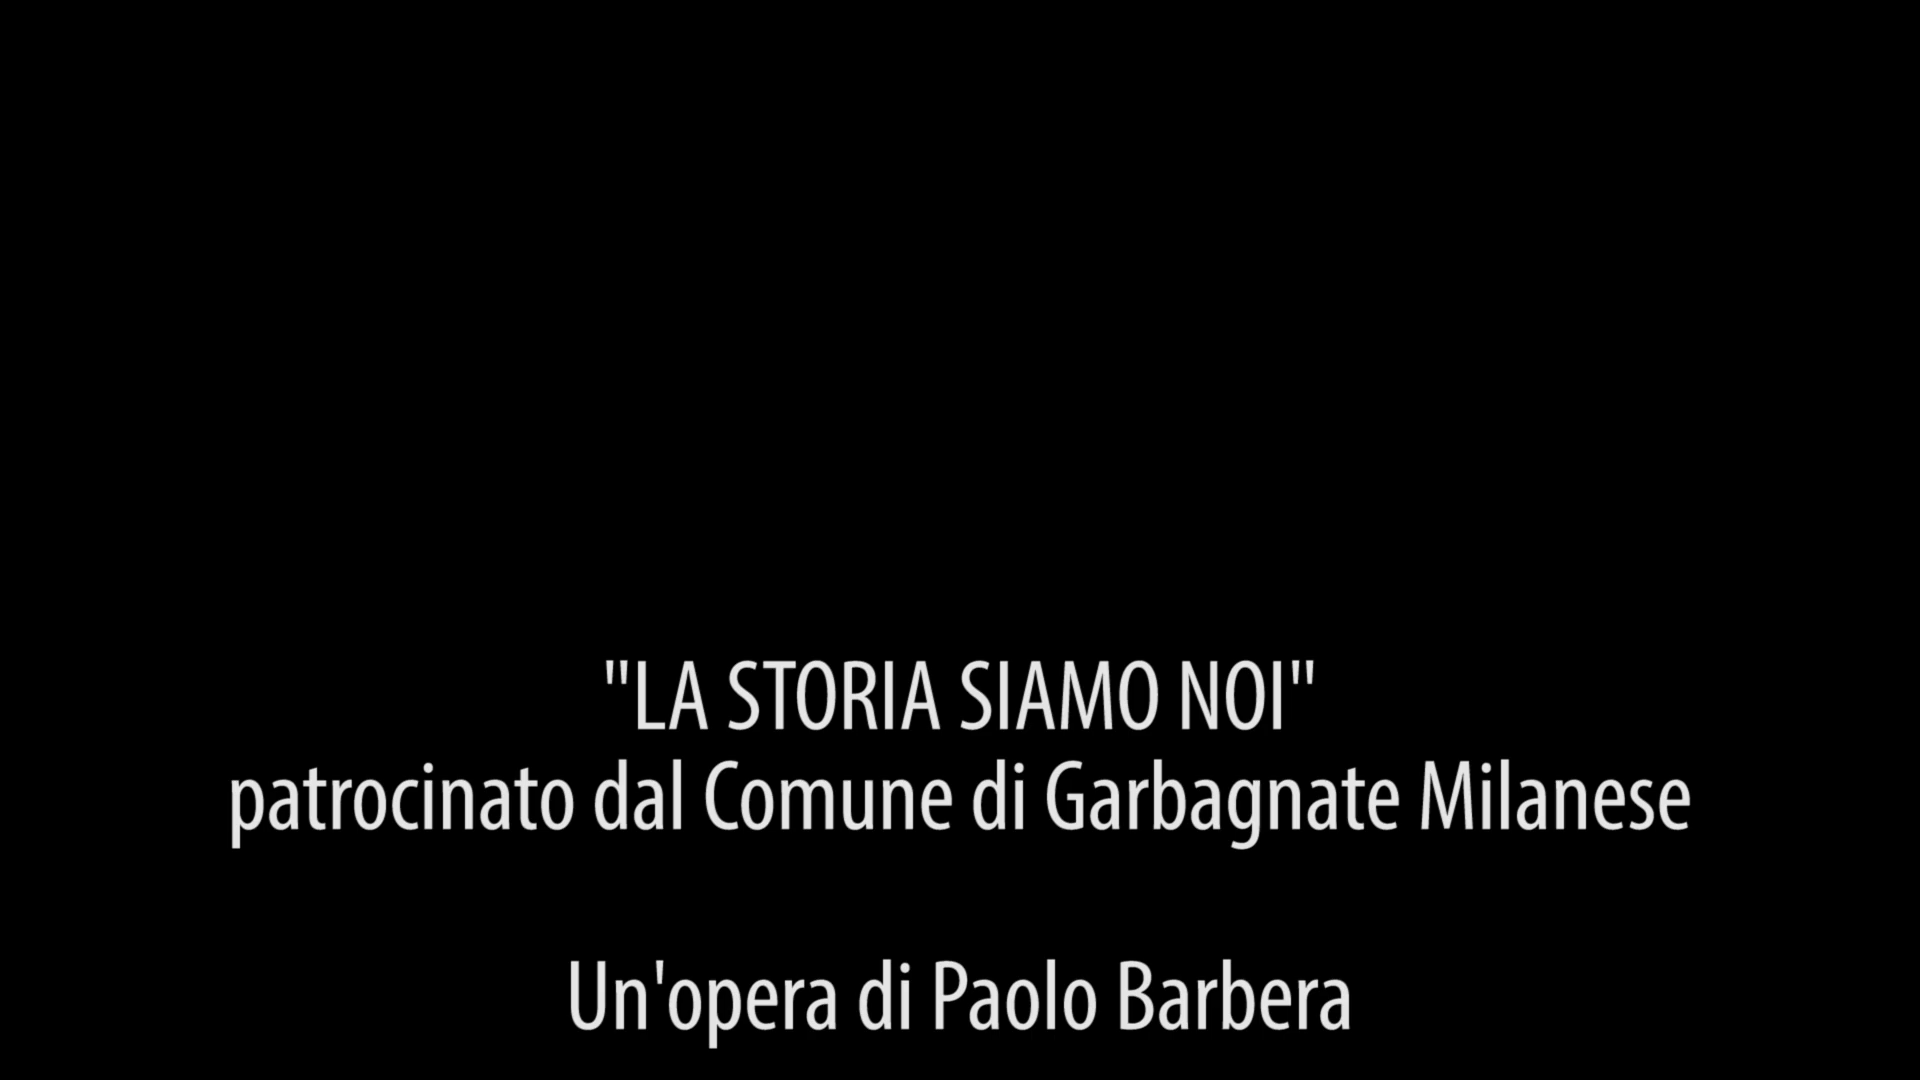 "LA STORIA SIAMO NOI"
patrocinato dal Comune di Garbagnate Milanese
Un'opera di Paolo Barbera